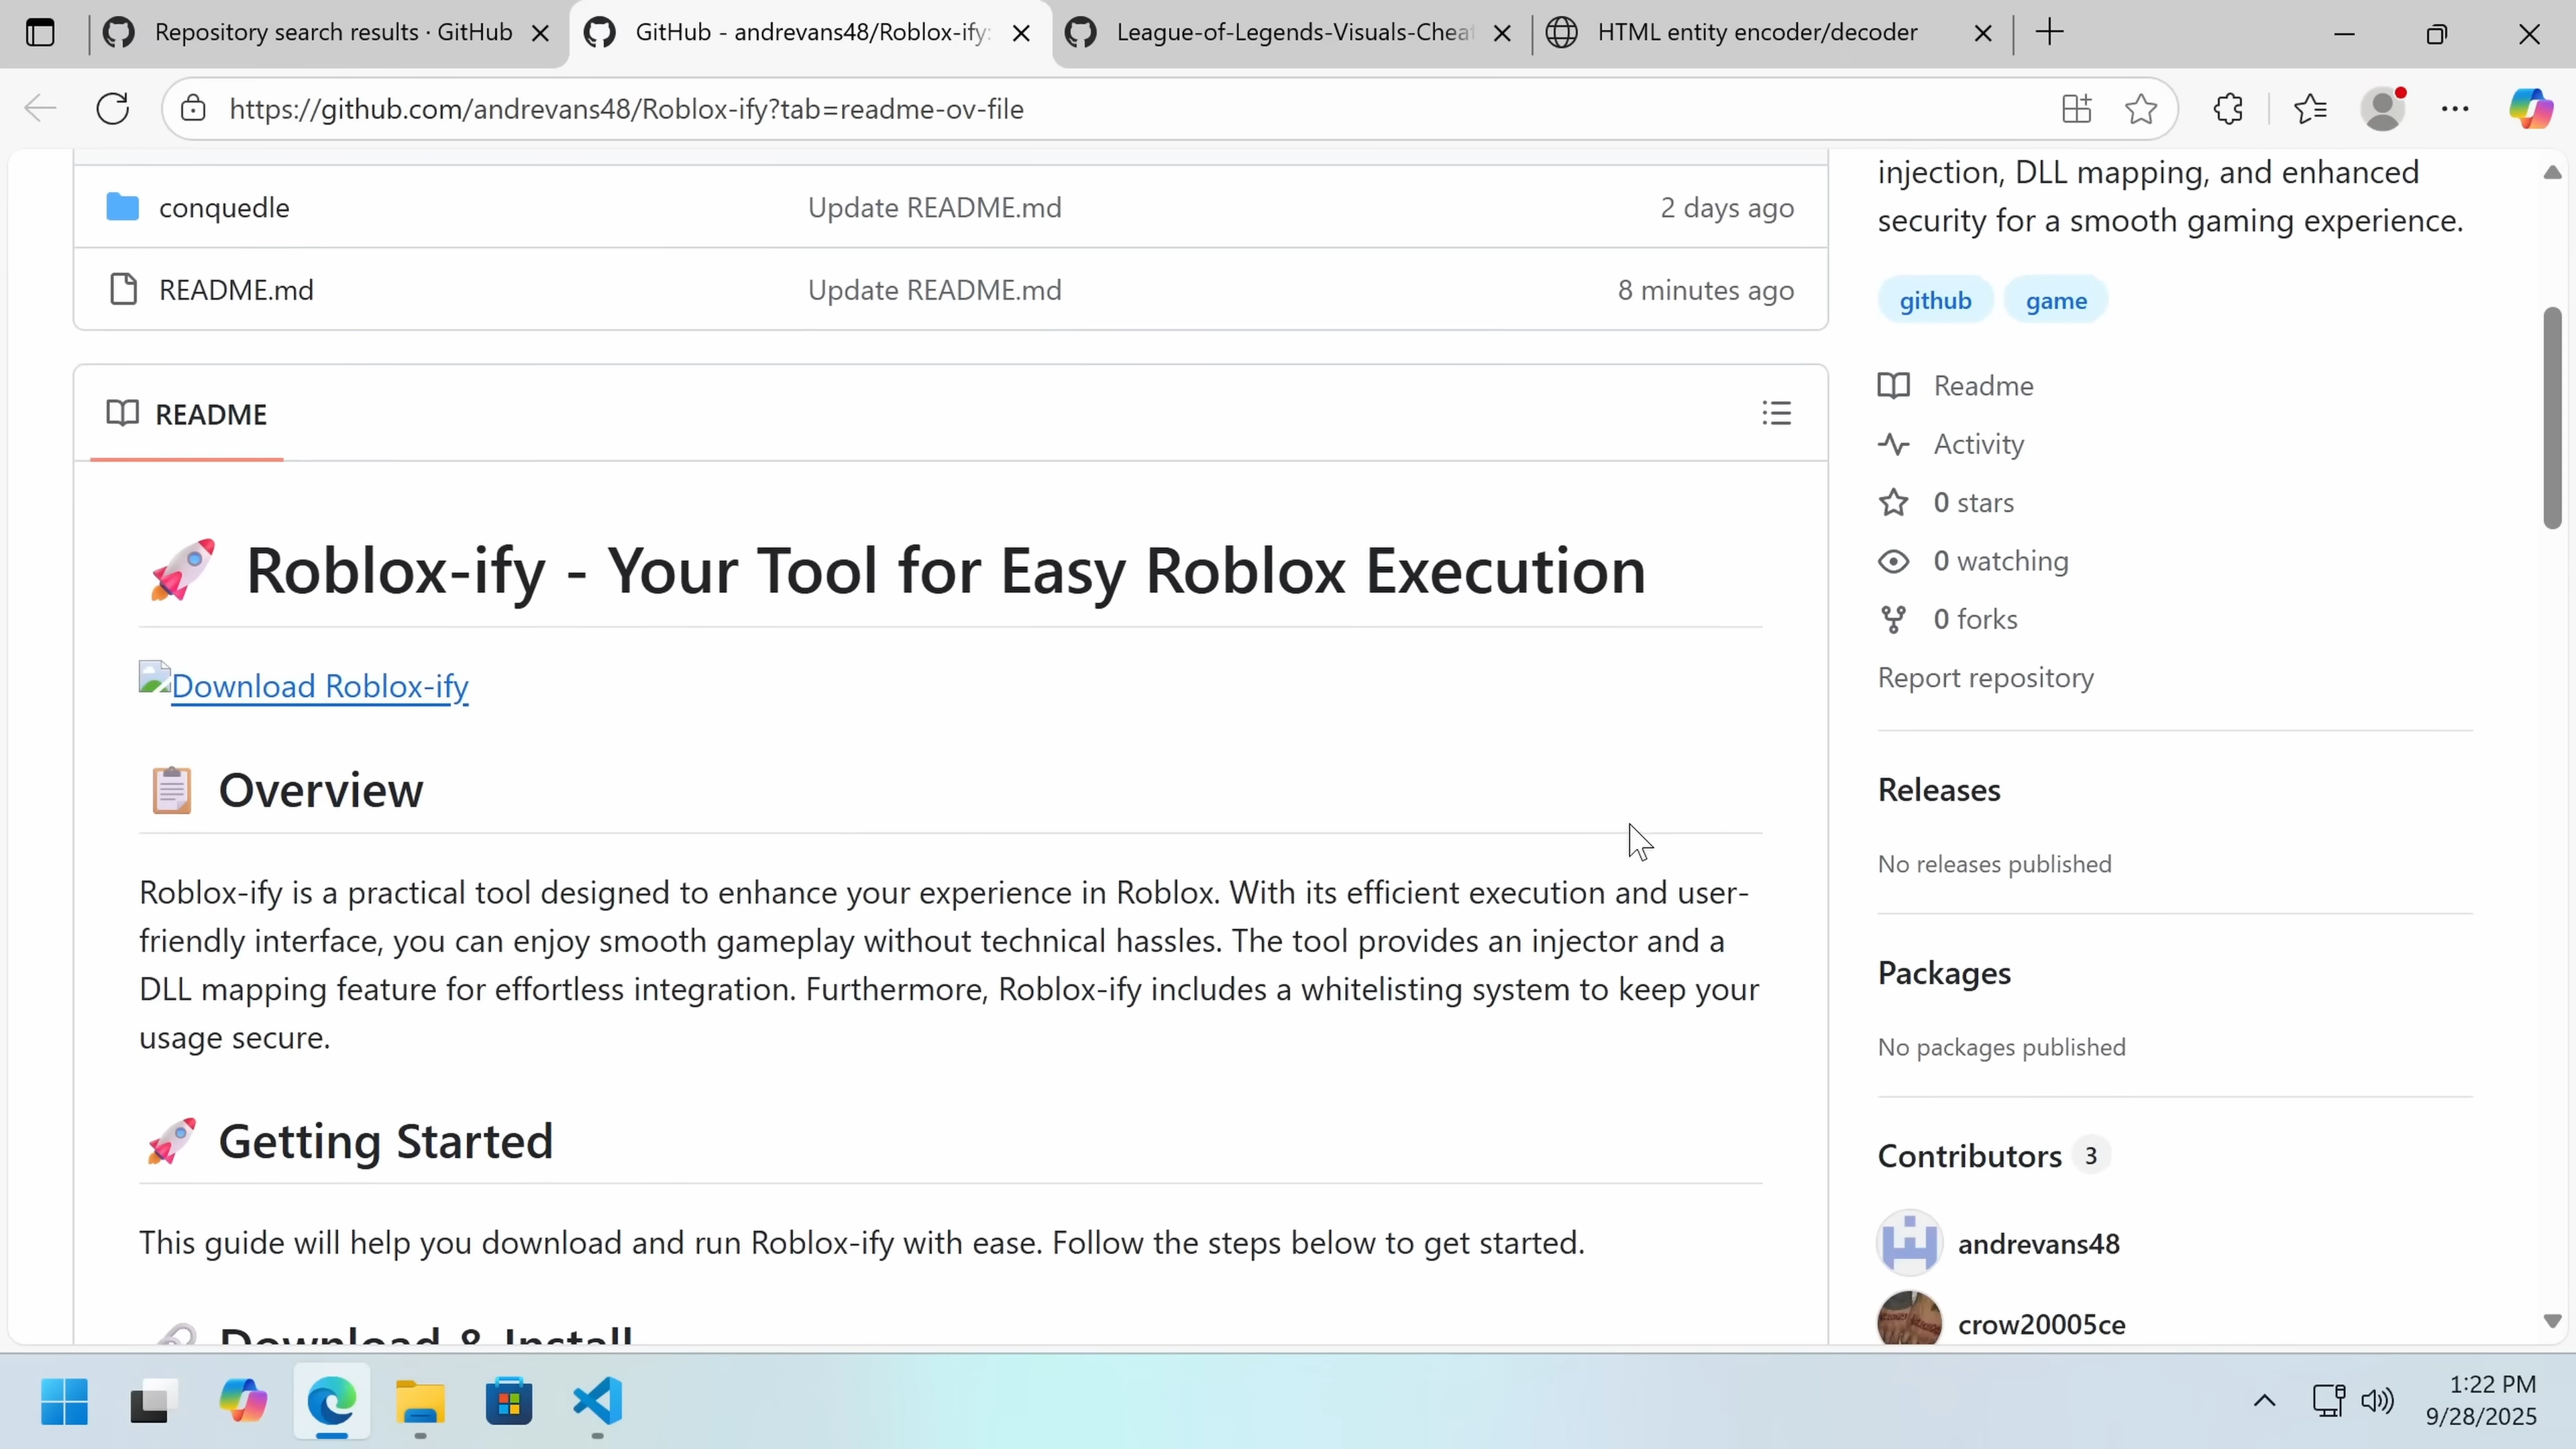 Repository search results · GitHub
GitHub - andrevans48/Roblox-ify:
League-of-Legends-Visuals-Cheat
HTML entity encoder/decoder
https://github.com/andrevans48/Roblox-ify?tab=readme-ov-file
conquedle Update README.md 2 days ago
README.md Update README.md 8 minutes ago
README
🚀 Roblox-ify - Your Tool for Easy Roblox Execution
Download Roblox-ify
📋 Overview
Roblox-ify is a practical tool designed to enhance your experience in Roblox. With its efficient execution and user-
friendly interface, you can enjoy smooth gameplay without technical hassles. The tool provides an injector and a
DLL mapping feature for effortless integration. Furthermore, Roblox-ify includes a whitelisting system to keep your
usage secure.
🚀 Getting Started
This guide will help you download and run Roblox-ify with ease. Follow the steps below to get started.
Download & Install
injection, DLL mapping, and enhanced
security for a smooth gaming experience.
github game
Readme
Activity
0 stars
0 watching
0 forks
Report repository
Releases
No releases published
Packages
No packages published
Contributors 3
andrevans48
crow20005ce
1:22 PM
9/28/2025